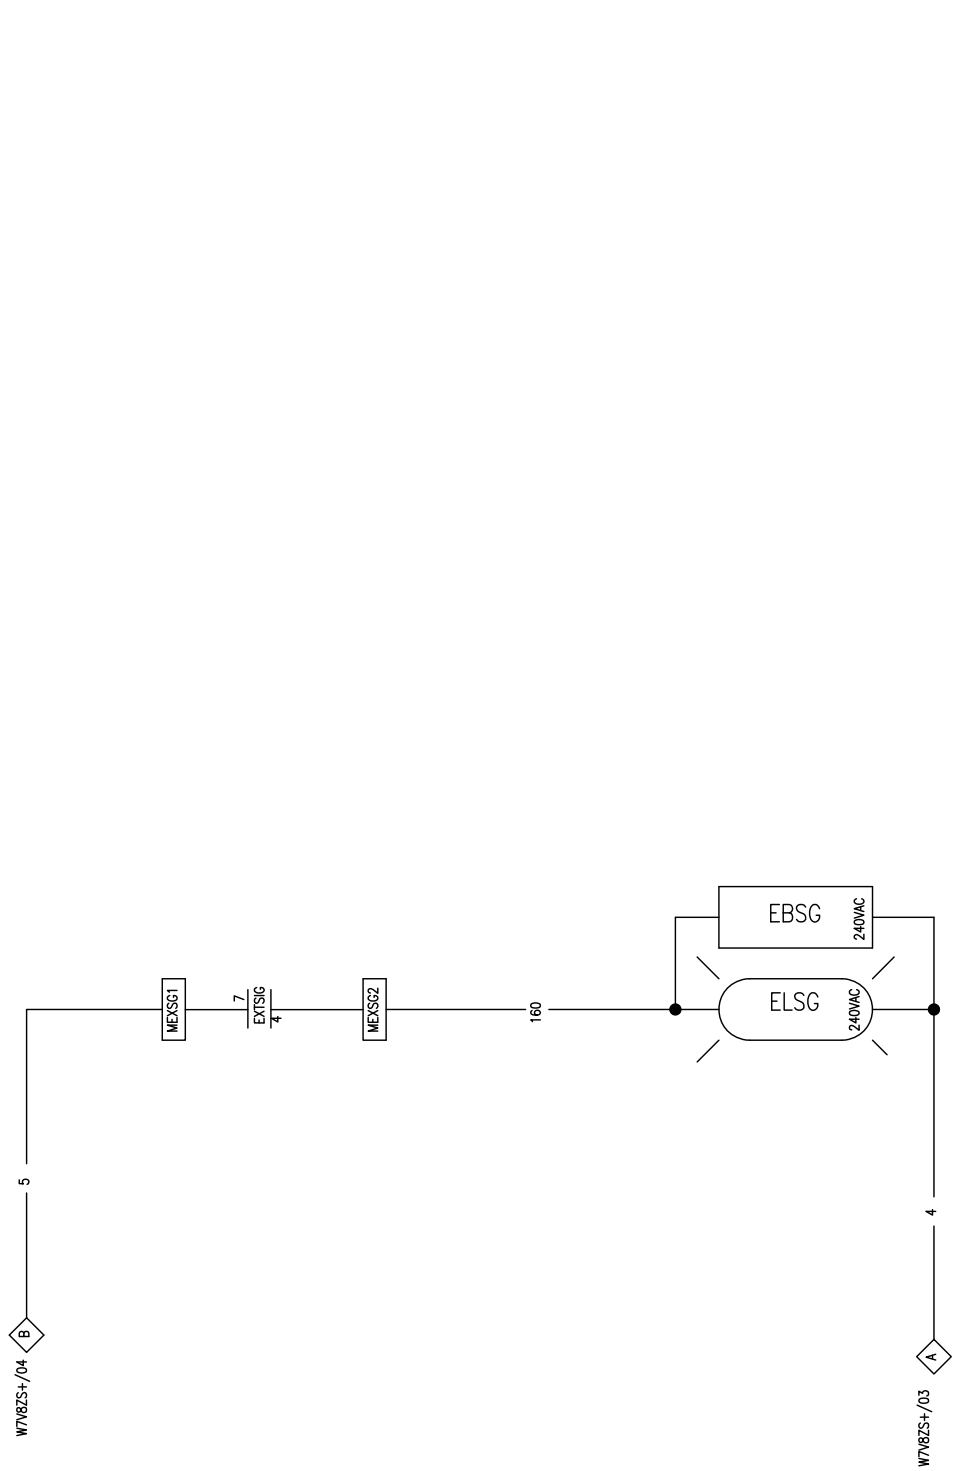 EBSG
240VAC
MEXSG1
7
EXTSIG
4
MEXSG2
160
ELSG
240VAC
5
4
B
W7V8ZS+/04
A
W7V8ZS+/03